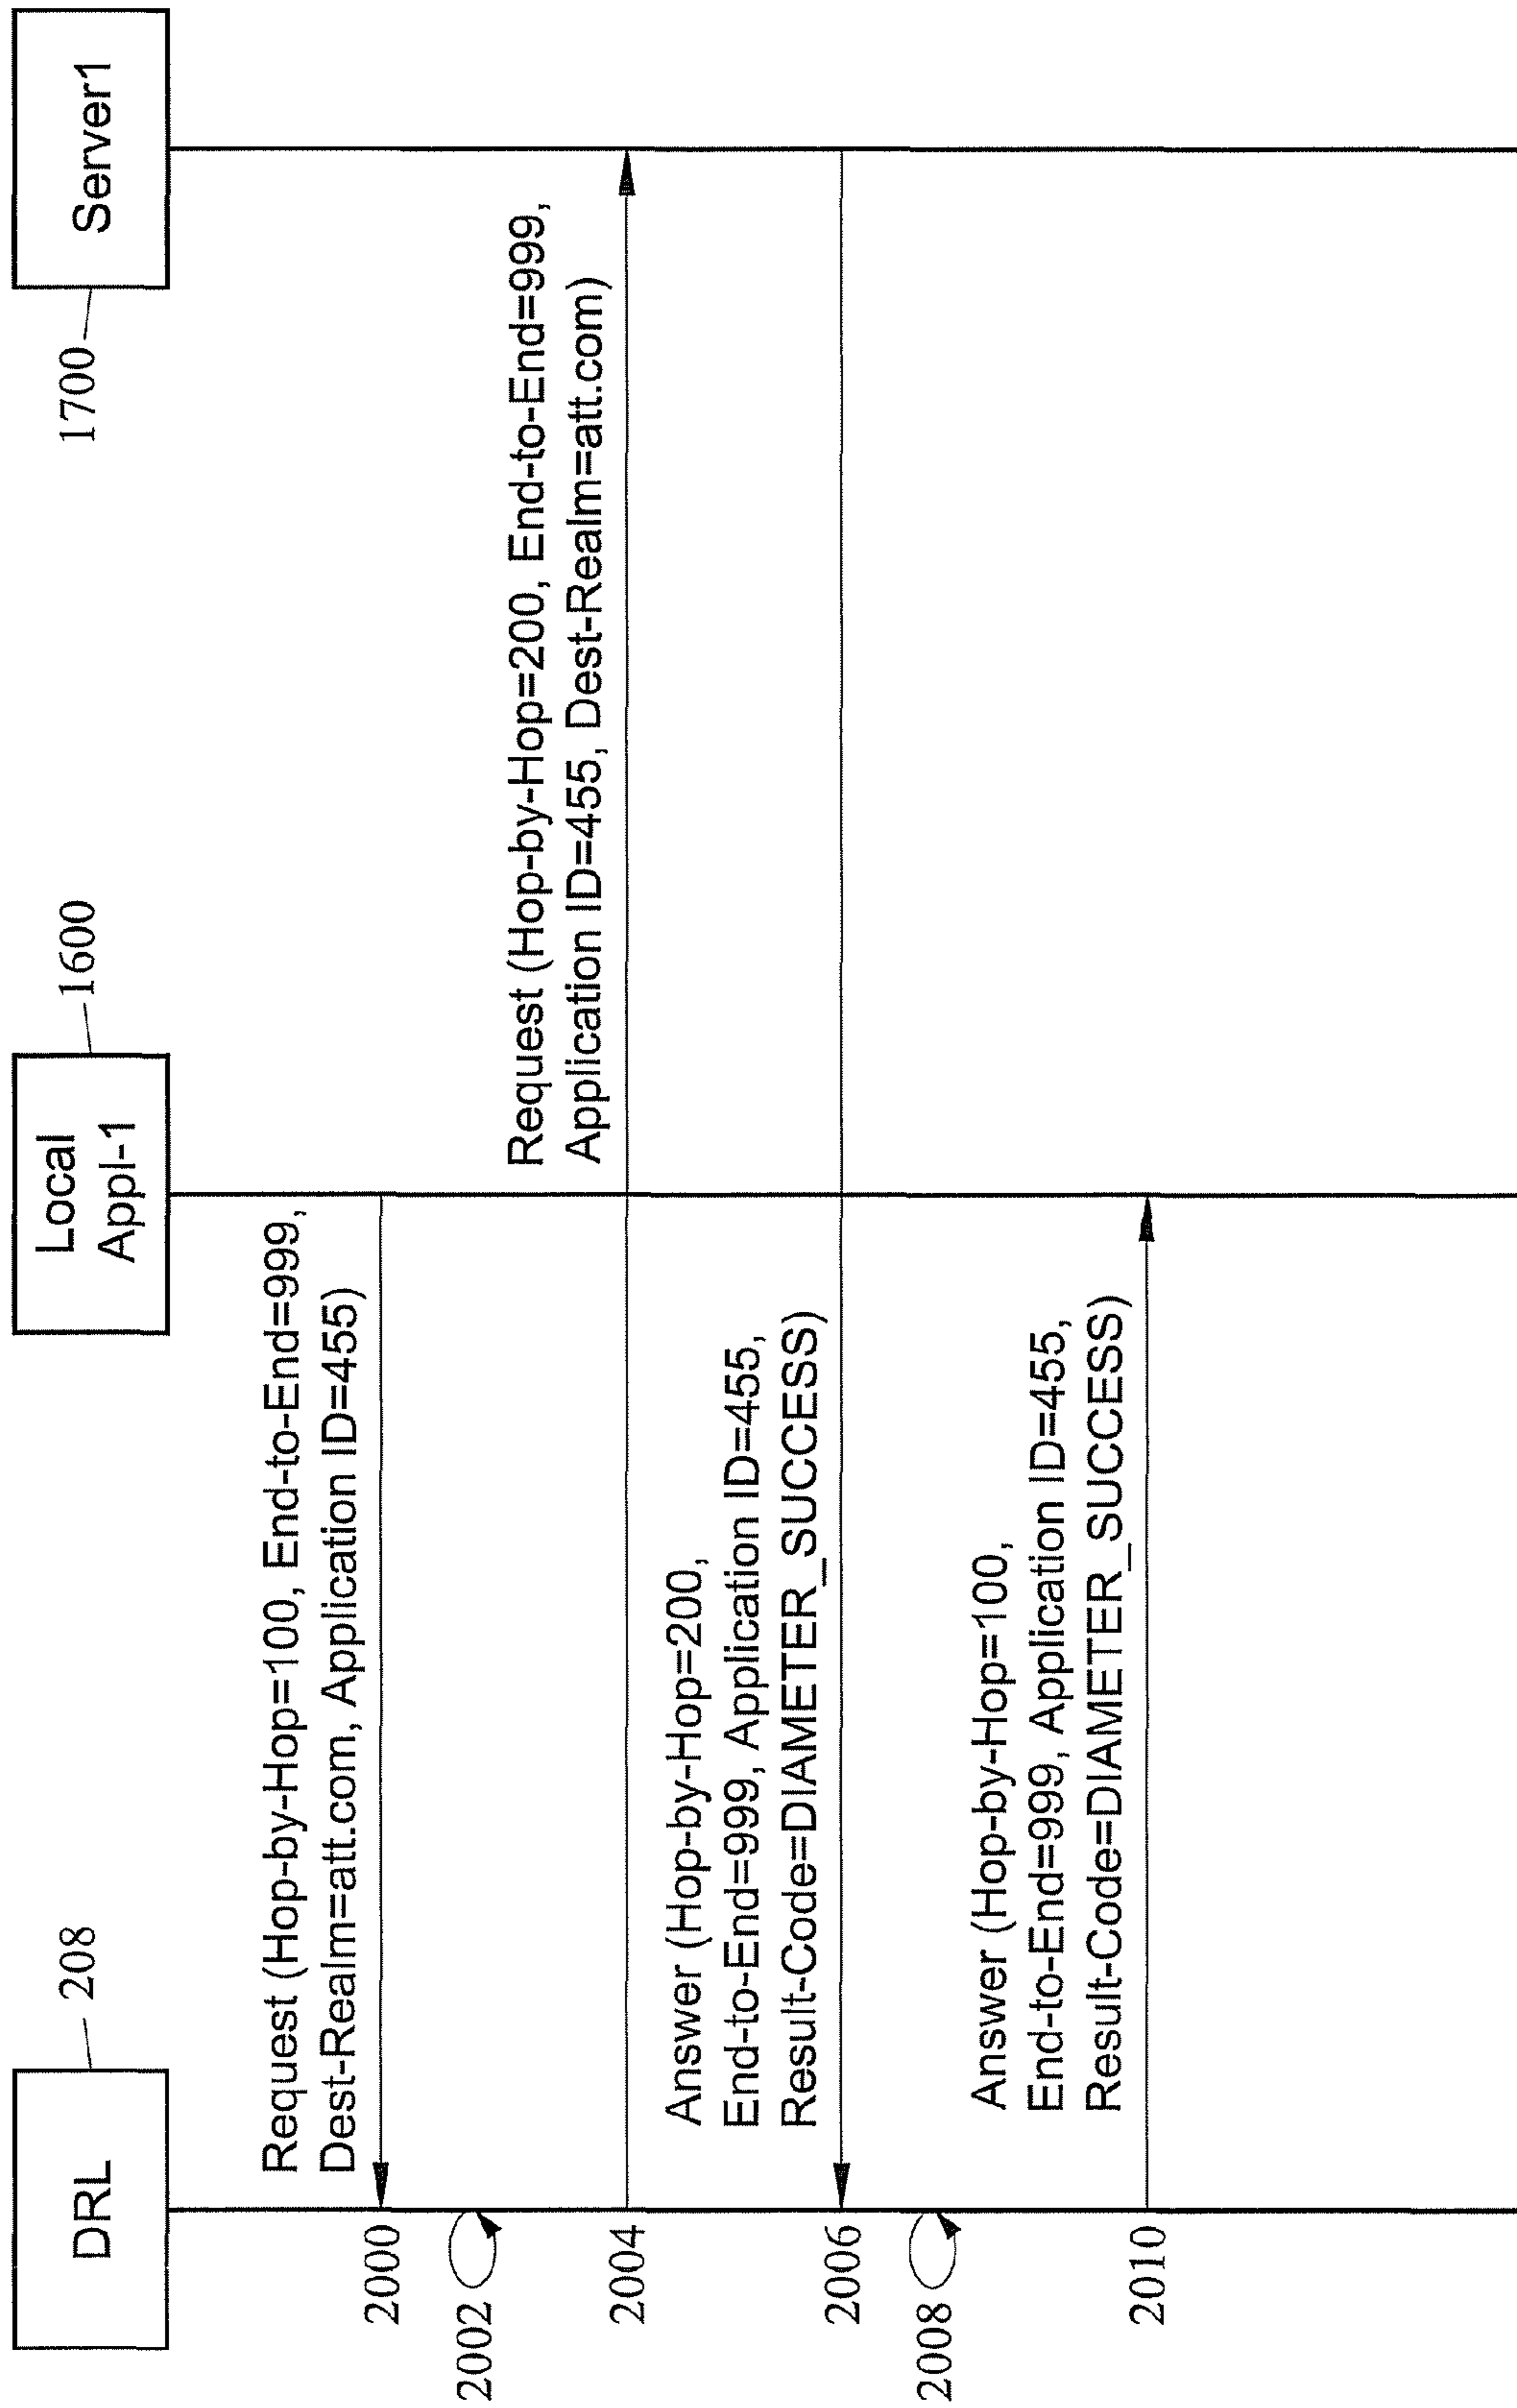 DRL
208
Local
Appl-1
1600
Server1
1700
Request (Hop-by-Hop=100, End-to-End=999,
Dest-Realm=att.com, Application ID=455)
2000
2002
Request (Hop-by-Hop=200, End-to-End=999,
Application ID=455, Dest-Realm=att.com)
2004
Answer (Hop-by-Hop=200,
End-to-End=999, Application ID=455,
Result-Code=DIAMETER_SUCCESS)
2006
2008
Answer (Hop-by-Hop=100,
End-to-End=999, Application ID=455,
Result-Code=DIAMETER_SUCCESS)
2010